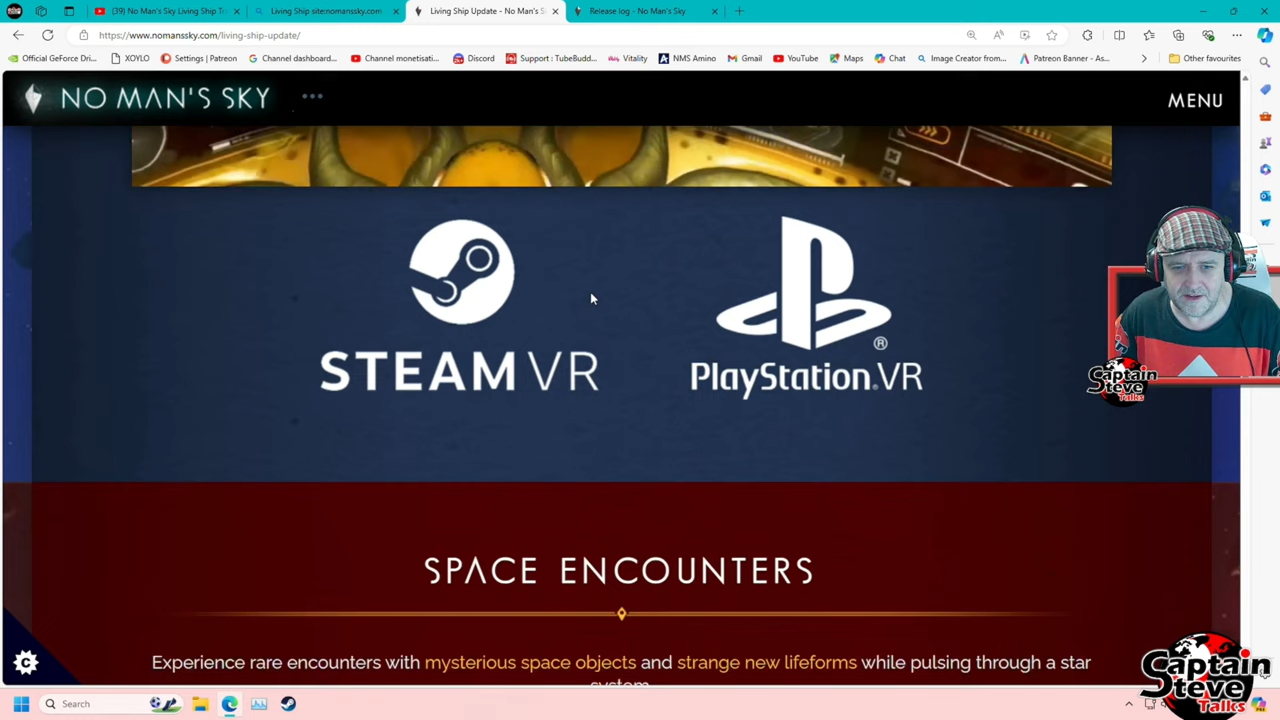 (39) No Man's Sky Living Ship Tr
Living Ship site:nomanssky.com
Living Ship Update - No Man's S
Release log - No Man's Sky
https://www.nomanssky.com/living-ship-update/
Official GeForce Dri...
XOYLO
Settings | Patreon
Channel dashboard...
Channel monetisati...
Discord
Support : TubeBudd...
Vitality
NMS Amino
Gmail
YouTube
Maps
Chat
Image Creator from...
Patreon Banner - As...
Other favourites
NO MAN'S SKY
MENU
STEAM VR
PlayStation®VR
Captain
Steve
Talks
SPACE ENCOUNTERS
Experience rare encounters with mysterious space objects and strange new lifeforms while pulsing through a star
system
C
Captain
Steve
Talks
Search